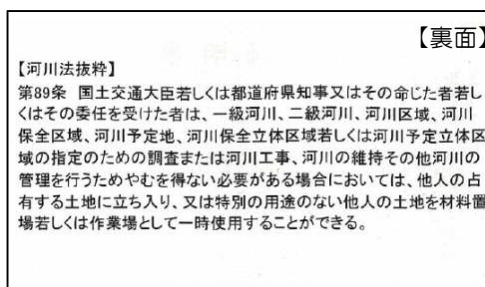 【裏面】
【河川法抜粋】
第89条 国土交通大臣若しくは都道府県知事又はその命じた者若し
くはその委任を受けた者は、一級河川、二級河川、河川区域、河川
保全区域、河川予定地、河川保全立体区域若しくは河川予定立体区
域の指定のための調査または河川工事、河川の維持その他河川の
管理を行うためやむを得ない必要がある場合においては、他人の占
有する土地に立ち入り、又は特別の用途のない他人の土地を材料置
場若しくは作業場として一時使用することができる。